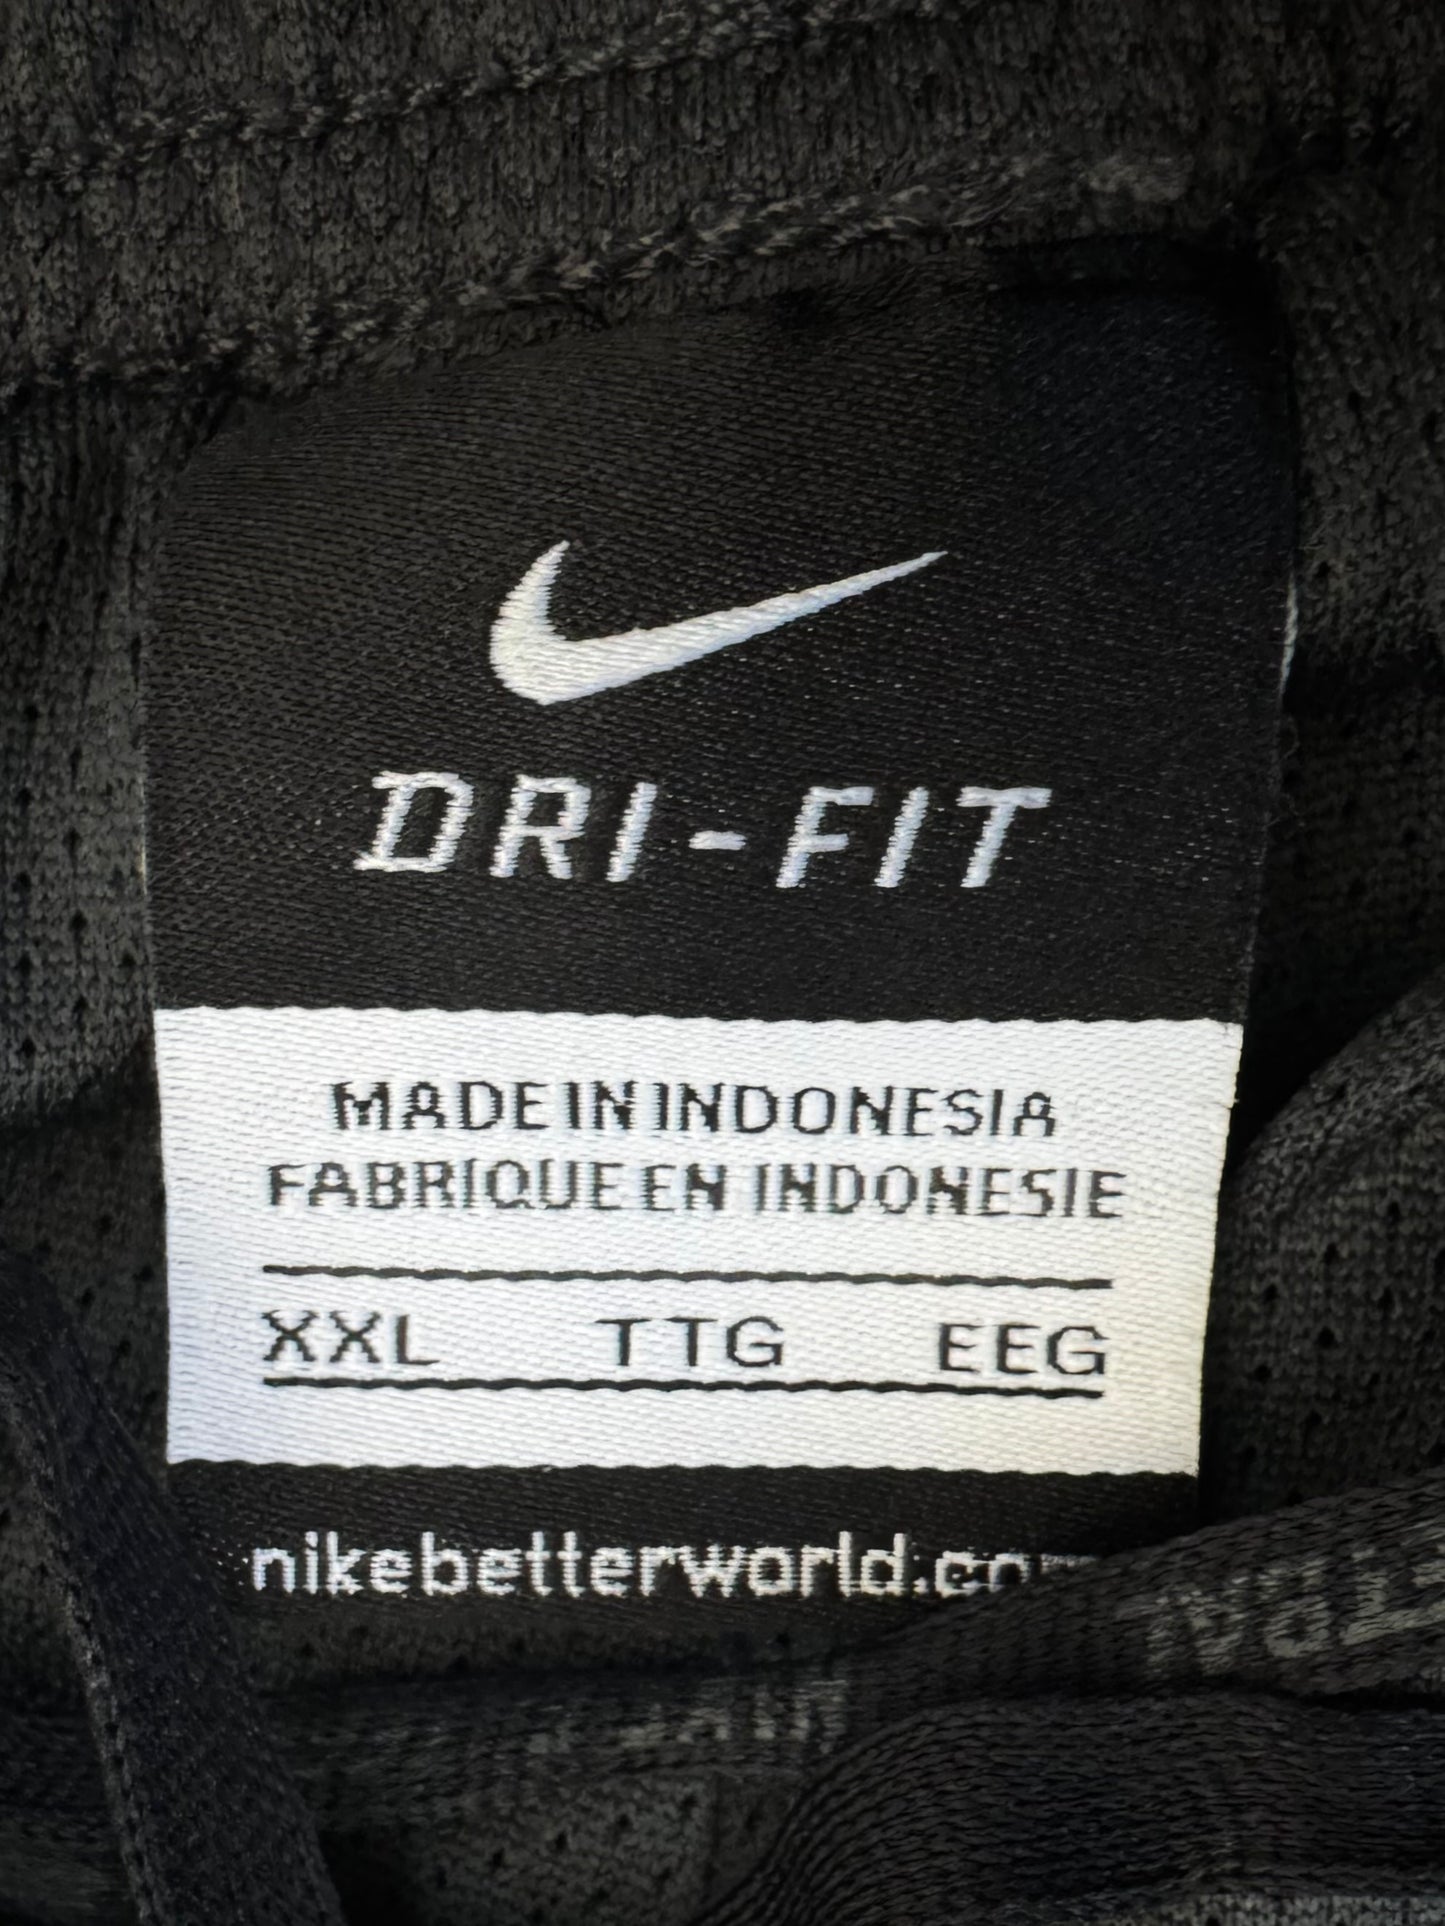 DRI-FIT
MADE IN INDONESIA
FABRIQUE EN INDONESIE
XXL TTG EEG
nikebetterworld.co